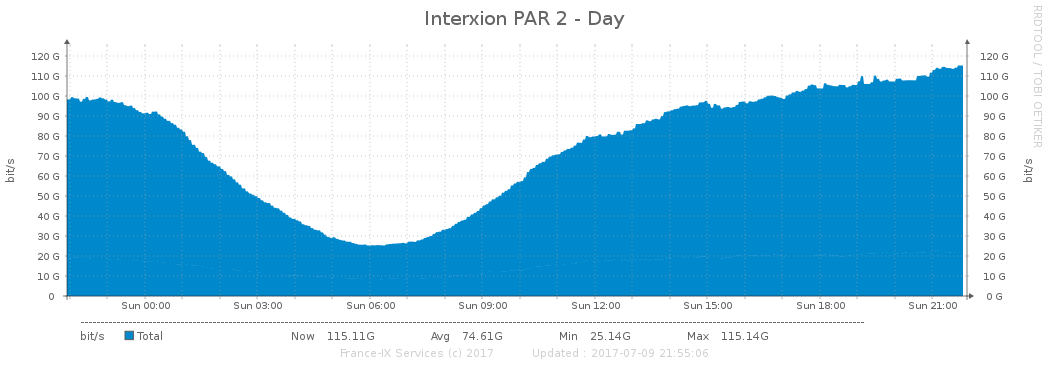 Interxion PAR 2 - Day
RRDTOOL / TOBI OETIKER
bit/s
120 G
110 G
100 G
90 G
80 G
70 G
60 G
50 G
40 G
30 G
20 G
10 G
0
120 G
110 G
100 G
90 G
80 G
70 G
60 G
50 G
40 G
30 G
20 G
10 G
0 G
bit/s
Sun 00:00 Sun 03:00 Sun 06:00 Sun 09:00 Sun 12:00 Sun 15:00 Sun 18:00 Sun 21:00
bit/s Total Now 115.11G Avg 74.61G Min 25.14G Max 115.14G
France-IX Services (c) 2017 Updated : 2017-07-09 21:55:06